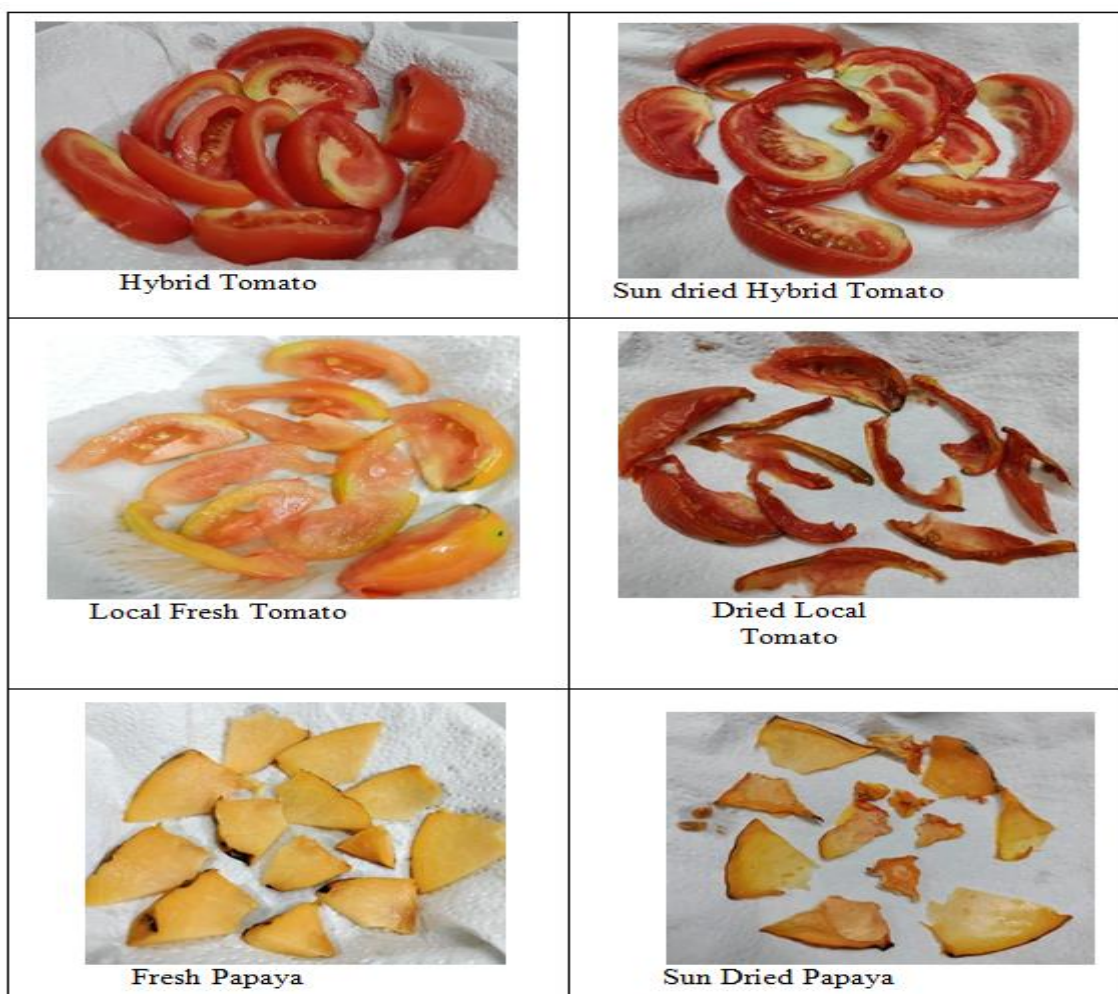 Hybrid Tomato
Sun dried Hybrid Tomato
Local Fresh Tomato
Dried Local
Tomato
Fresh Papaya
Sun Dried Papaya